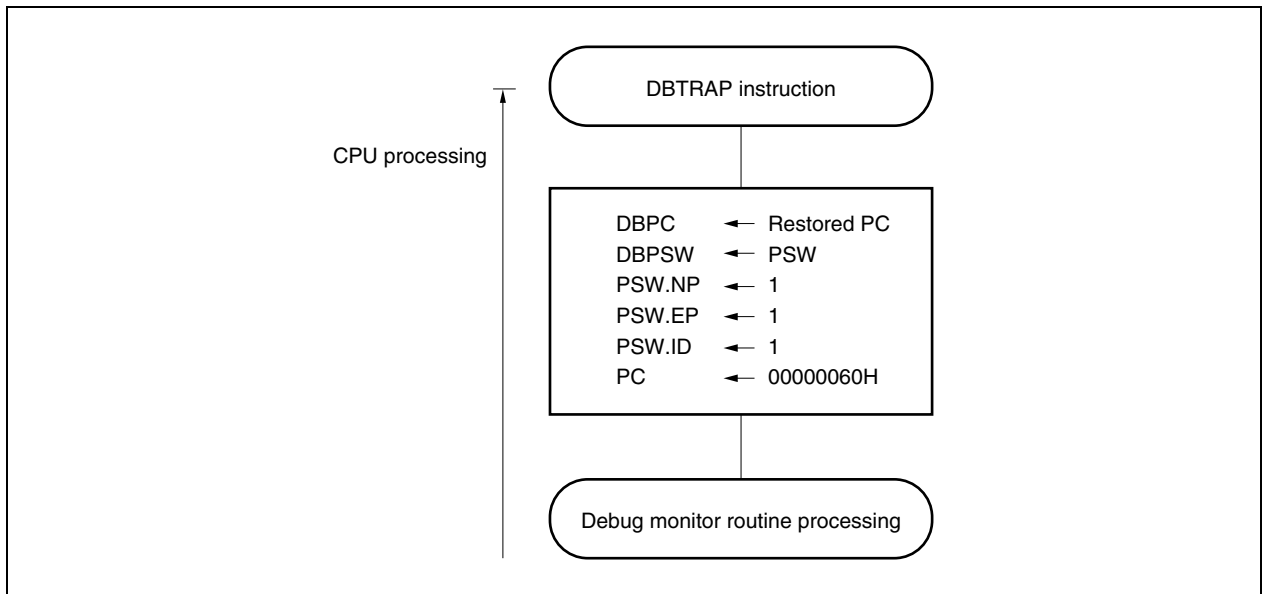 DBTRAP instruction
CPU processing
DBPC ← Restored PC
DBPSW ← PSW
PSW.NP ← 1
PSW.EP ← 1
PSW.ID ← 1
PC ← 00000060H
Debug monitor routine processing